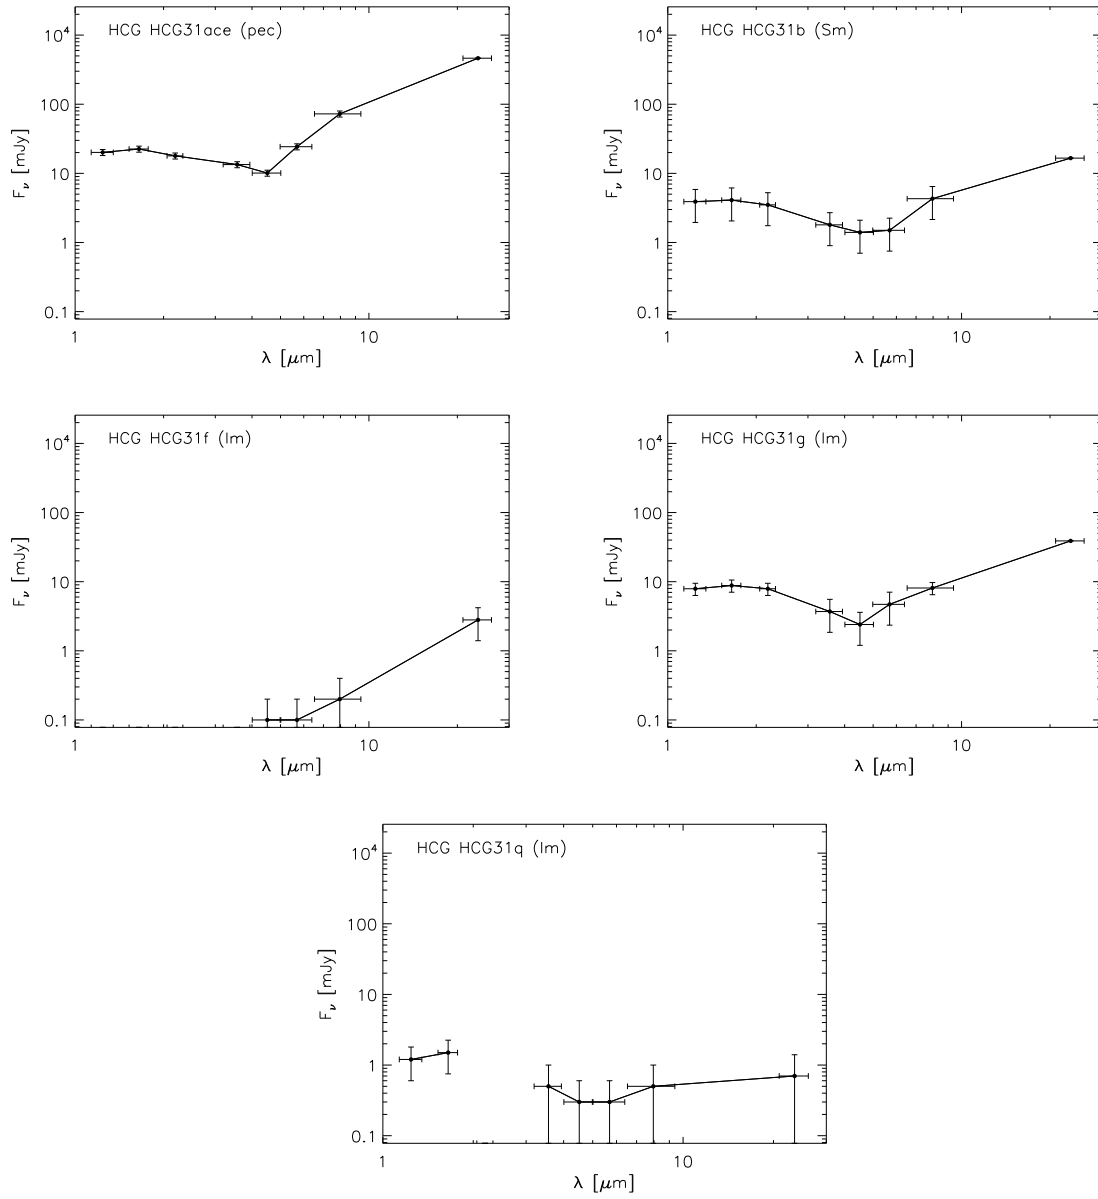 HCG HCG31ace (pec)
10⁴
100
10
1
0.1
F_ν [mJy]
1
10
λ [μm]
HCG HCG31b (Sm)
10⁴
100
10
1
0.1
F_ν [mJy]
1
10
λ [μm]
HCG HCG31f (Im)
10⁴
100
10
1
0.1
F_ν [mJy]
1
10
λ [μm]
HCG HCG31g (Im)
10⁴
100
10
1
0.1
F_ν [mJy]
1
10
λ [μm]
HCG HCG31q (Im)
10⁴
100
10
1
0.1
F_ν [mJy]
1
10
λ [μm]